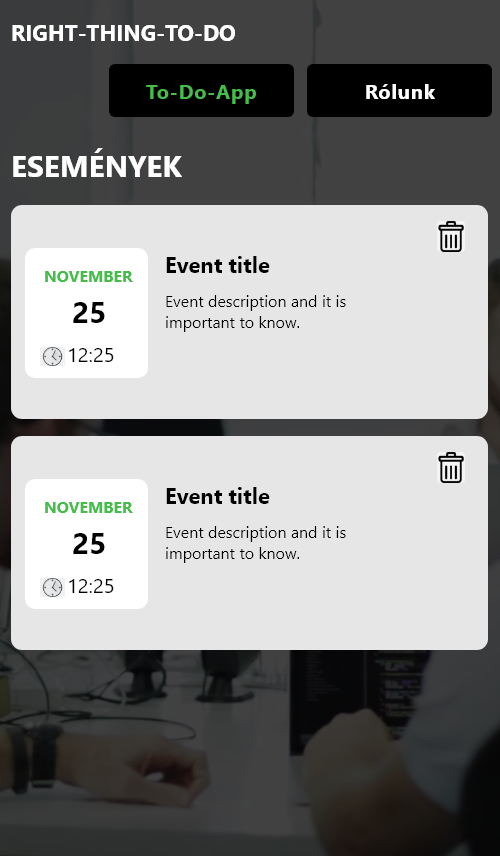 RIGHT-THING-TO-DO
To-Do-App
Rólunk
ESEMÉNYEK
NOVEMBER
25
12:25
Event title
Event description and it is
important to know.
NOVEMBER
25
12:25
Event title
Event description and it is
important to know.